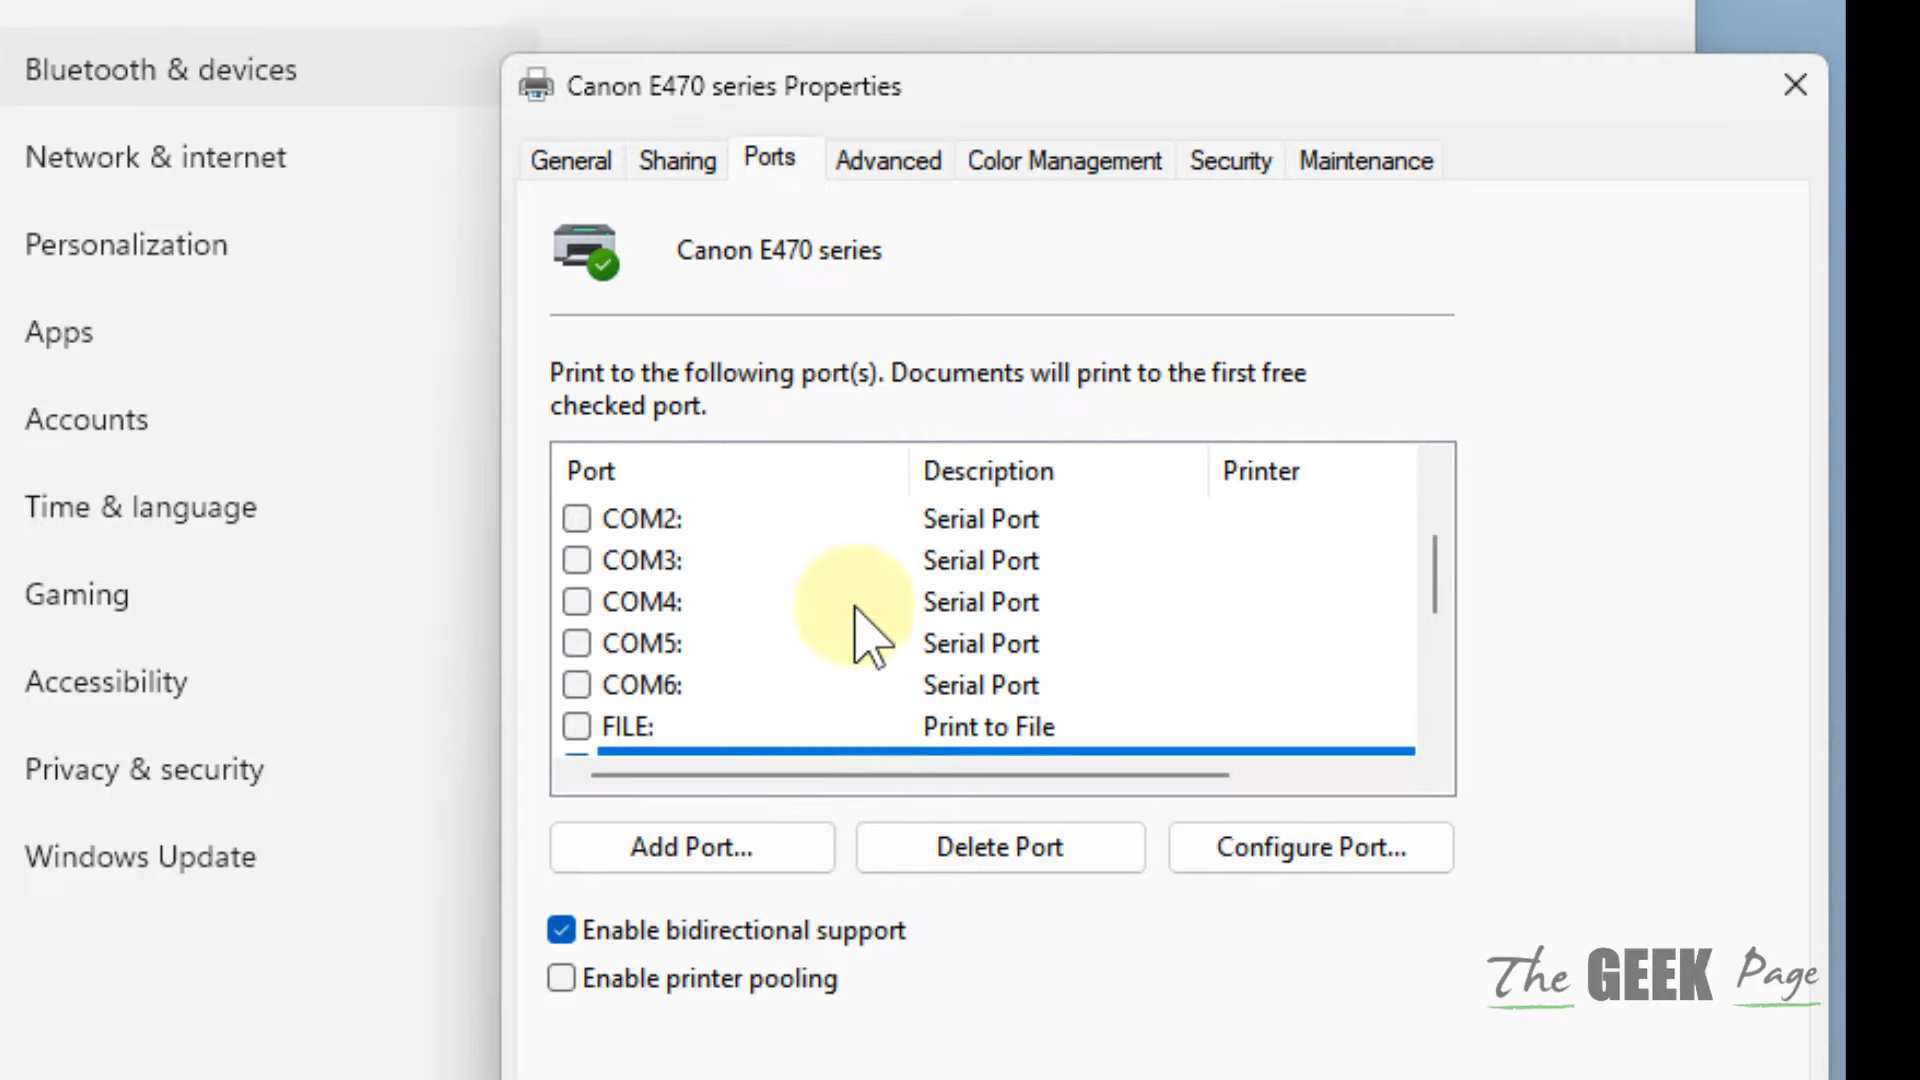 Bluetooth & devices
Network & internet
Personalization
Apps
Accounts
Time & language
Gaming
Accessibility
Privacy & security
Windows Update
Canon E470 series Properties
General Sharing Ports Advanced Color Management Security Maintenance
Canon E470 series
Print to the following port(s). Documents will print to the first free
checked port.
Port Description Printer
COM2: Serial Port
COM3: Serial Port
COM4: Serial Port
COM5: Serial Port
COM6: Serial Port
FILE: Print to File
Add Port... Delete Port Configure Port...
Enable bidirectional support
Enable printer pooling
The GEEK Page